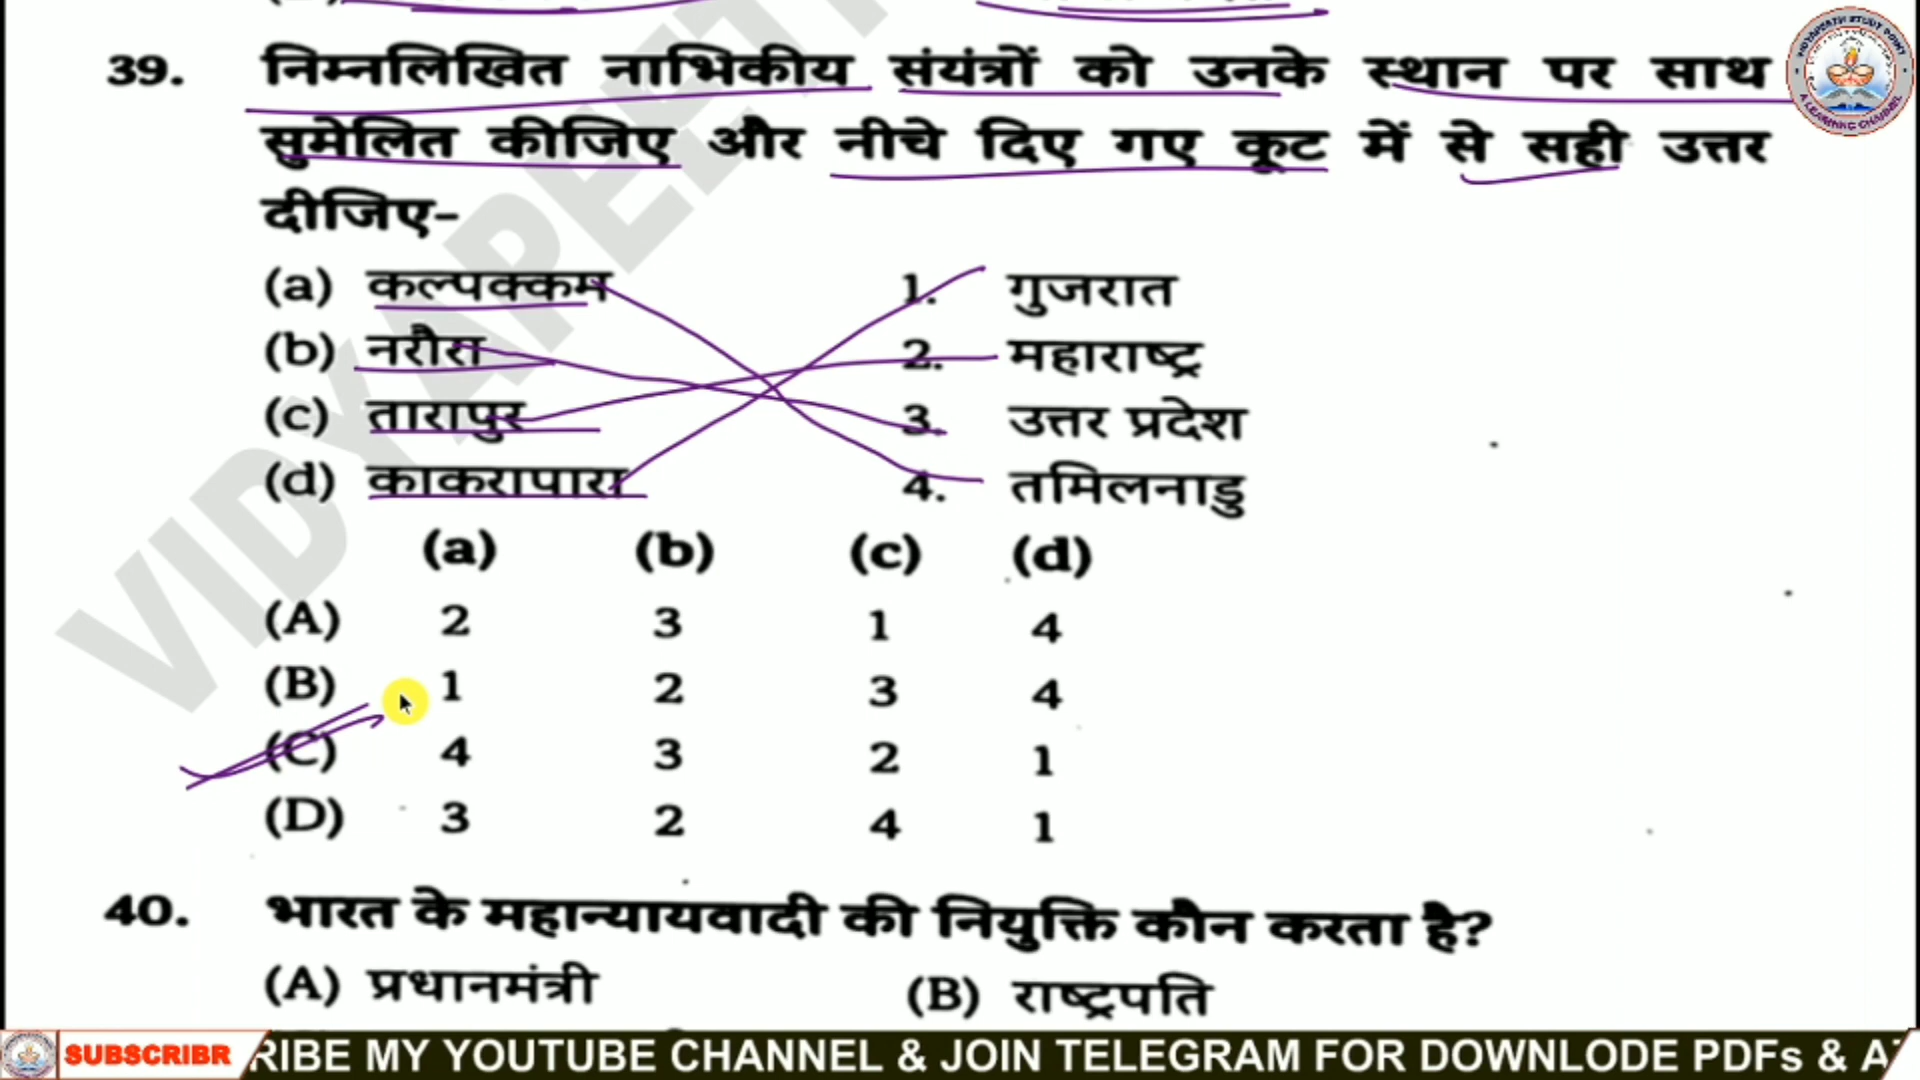 39. निम्नलिखित नाभिकीय संयंत्रों को उनके स्थान पर साथ
सुमेलित कीजिए और नीचे दिए गए कूट में से सही उत्तर
दीजिए-
(a) कल्पक्कम 1. गुजरात
(b) नरौरा 2. महाराष्ट्र
(c) तारापुर 3. उत्तर प्रदेश
(d) काकरापारा 4. तमिलनाडु
(a) (b) (c) (d)
(A) 2 3 1 4
(B) 1 2 3 4
(C) 4 3 2 1
(D) 3 2 4 1
40. भारत के महान्यायवादी की नियुक्ति कौन करता है?
(A) प्रधानमंत्री (B) राष्ट्रपति
SUBSCRIBR RIBE MY YOUTUBE CHANNEL & JOIN TELEGRAM FOR DOWNLODE PDFs &